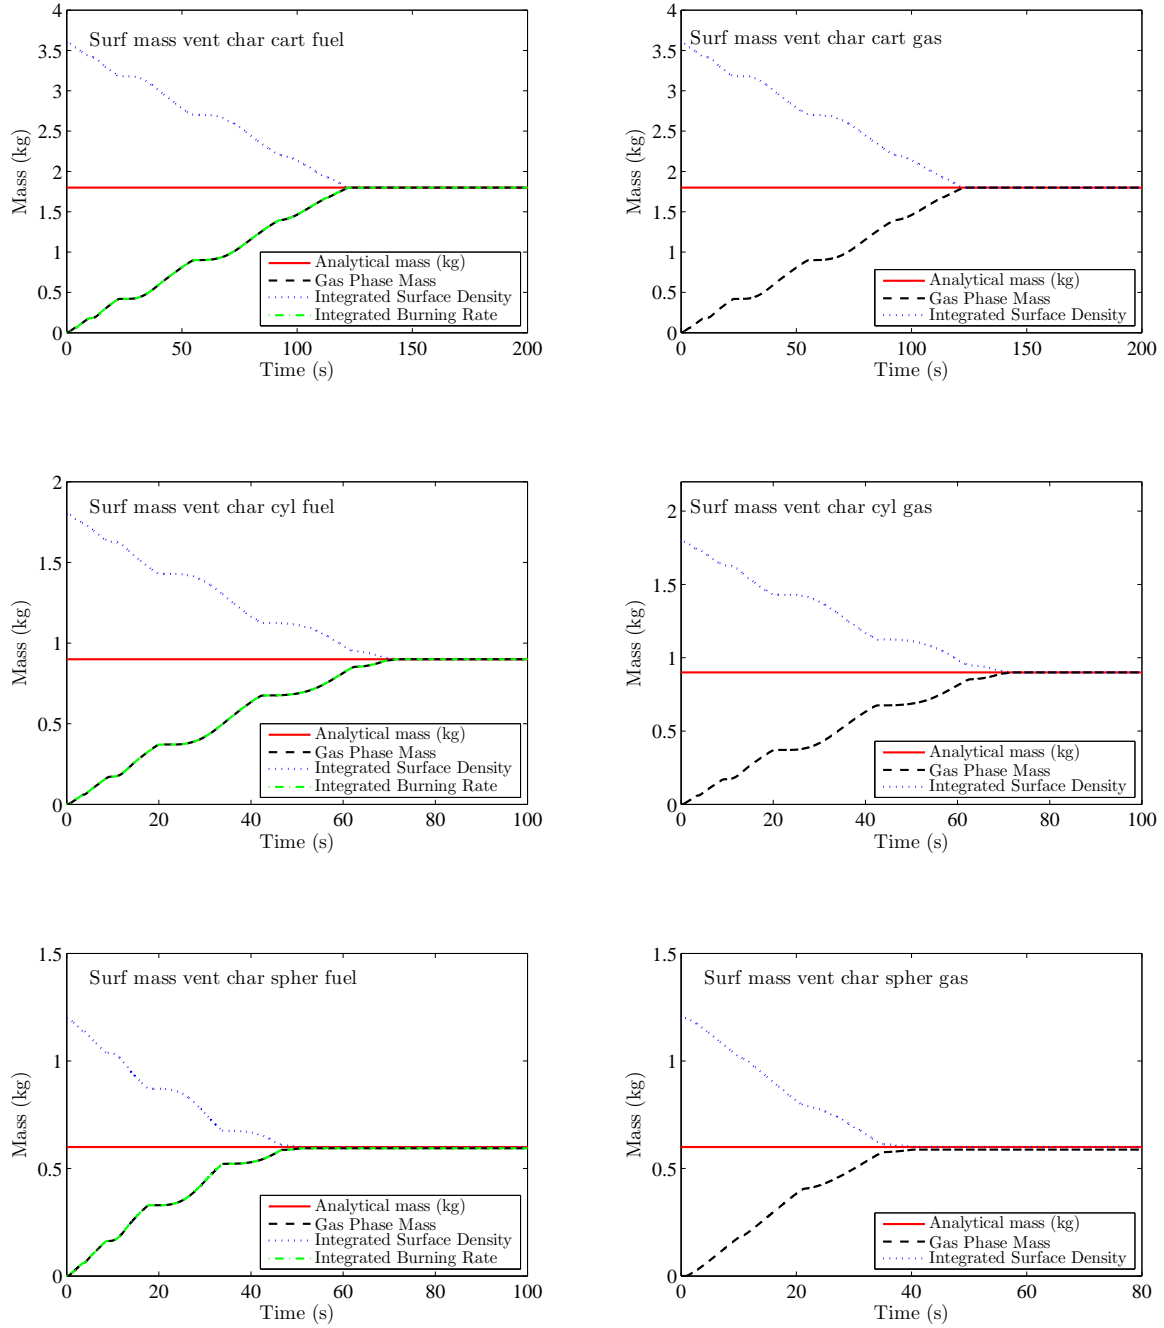 Surf mass vent char cart fuel
Mass (kg)
4
3.5
3
2.5
2
1.5
1
0.5
0
Analytical mass (kg)
Gas Phase Mass
Integrated Surface Density
Integrated Burning Rate
0 50 100 150 200
Time (s)
Surf mass vent char cart gas
Mass (kg)
4
3.5
3
2.5
2
1.5
1
0.5
0
Analytical mass (kg)
Gas Phase Mass
Integrated Surface Density
0 50 100 150 200
Time (s)
Surf mass vent char cyl fuel
Mass (kg)
2
1.5
1
0.5
0
Analytical mass (kg)
Gas Phase Mass
Integrated Surface Density
Integrated Burning Rate
0 20 40 60 80 100
Time (s)
Surf mass vent char cyl gas
Mass (kg)
2
1.5
1
0.5
0
Analytical mass (kg)
Gas Phase Mass
Integrated Surface Density
0 20 40 60 80 100
Time (s)
Surf mass vent char spher fuel
Mass (kg)
1.5
1
0.5
0
Analytical mass (kg)
Gas Phase Mass
Integrated Surface Density
Integrated Burning Rate
0 20 40 60 80 100
Time (s)
Surf mass vent char spher gas
Mass (kg)
1.5
1
0.5
0
Analytical mass (kg)
Gas Phase Mass
Integrated Surface Density
0 20 40 60 80
Time (s)